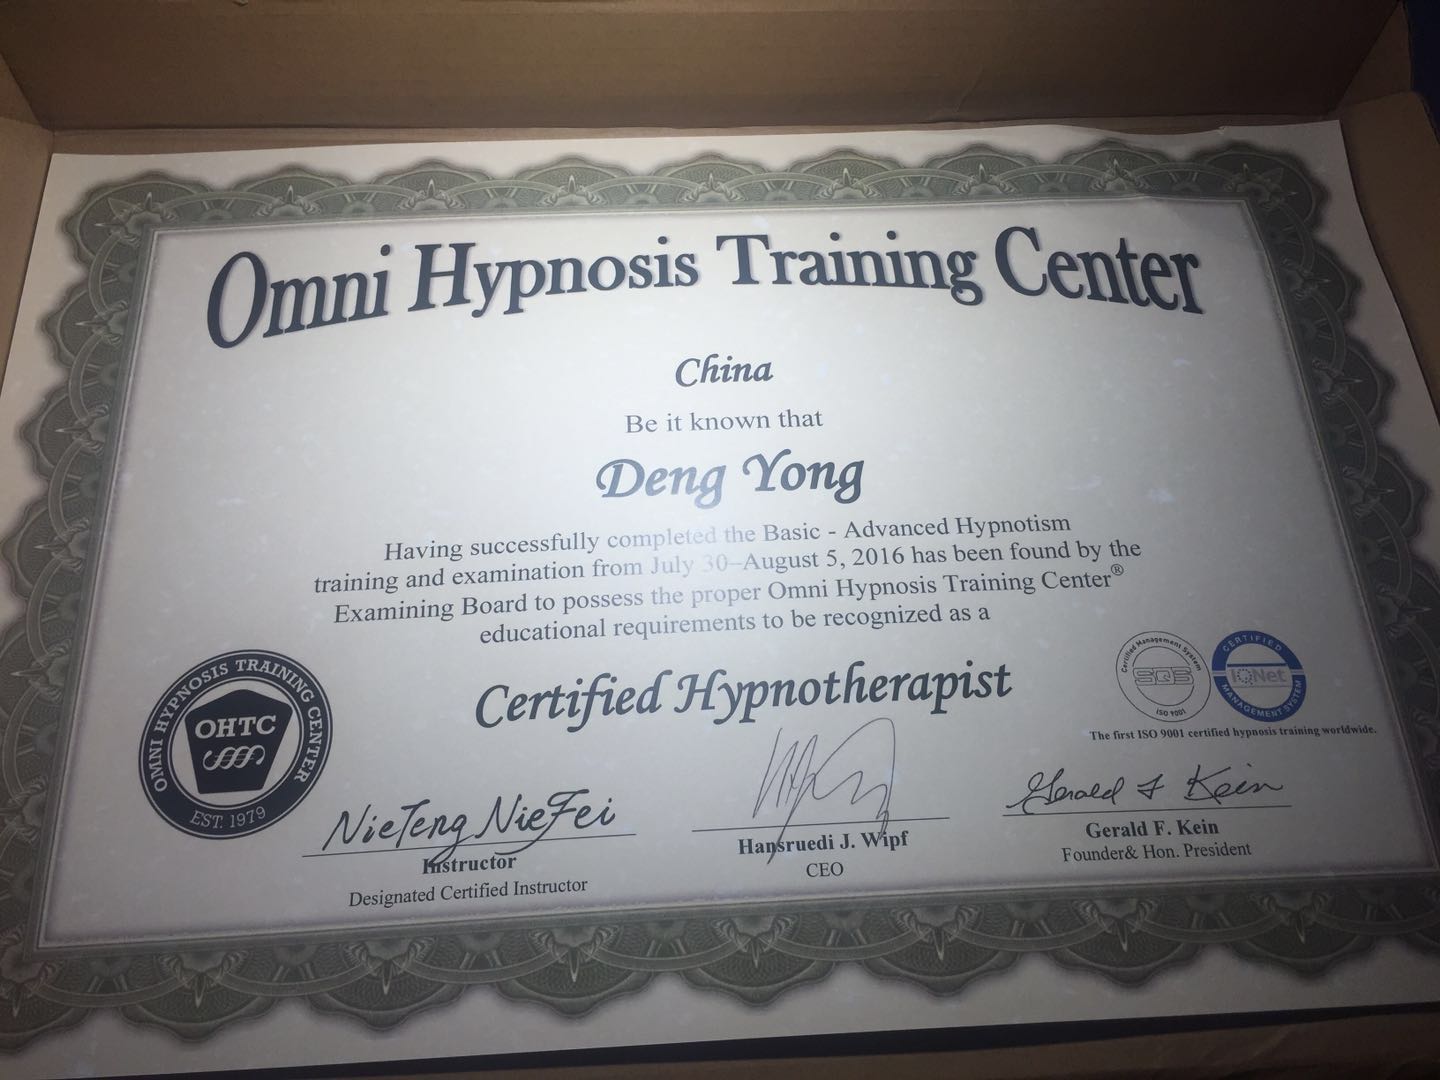 Omni Hypnosis Training Center
China
Be it known that
Deng Yong
Having successfully completed the Basic - Advanced Hypnotism
training and examination from July 30–August 5, 2016 has been found by the
Examining Board to possess the proper Omni Hypnosis Training Center®
educational requirements to be recognized as a
Certified Hypnotherapist
OMNI HYPNOSIS TRAINING CENTER
OHTC
EST. 1979
Certified Management System
SQS
ISO 9001
CERTIFIED
IQNet
MANAGEMENT SYSTEM
The first ISO 9001 certified hypnosis training worldwide.
NieTeng NieFei
Instructor
Designated Certified Instructor
Hansruedi J. Wipf
CEO
Gerald F Kein
Gerald F. Kein
Founder& Hon. President